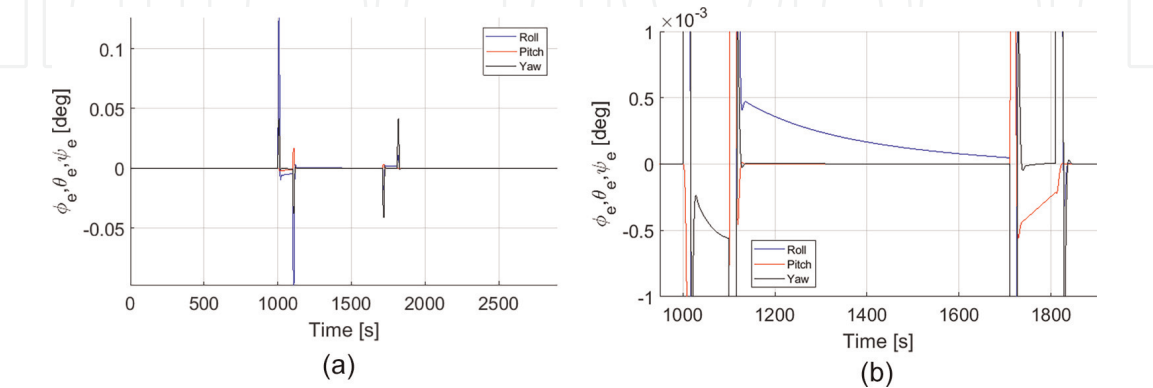 0.1
0.05
0
-0.05
ϕe,θe,ψe [deg]
0 500 1000 1500 2000 2500
Time [s]
Roll
Pitch
Yaw
(a)
×10-3
1
0.5
0
-0.5
-1
ϕe,θe,ψe [deg]
1000 1200 1400 1600 1800
Time [s]
Roll
Pitch
Yaw
(b)